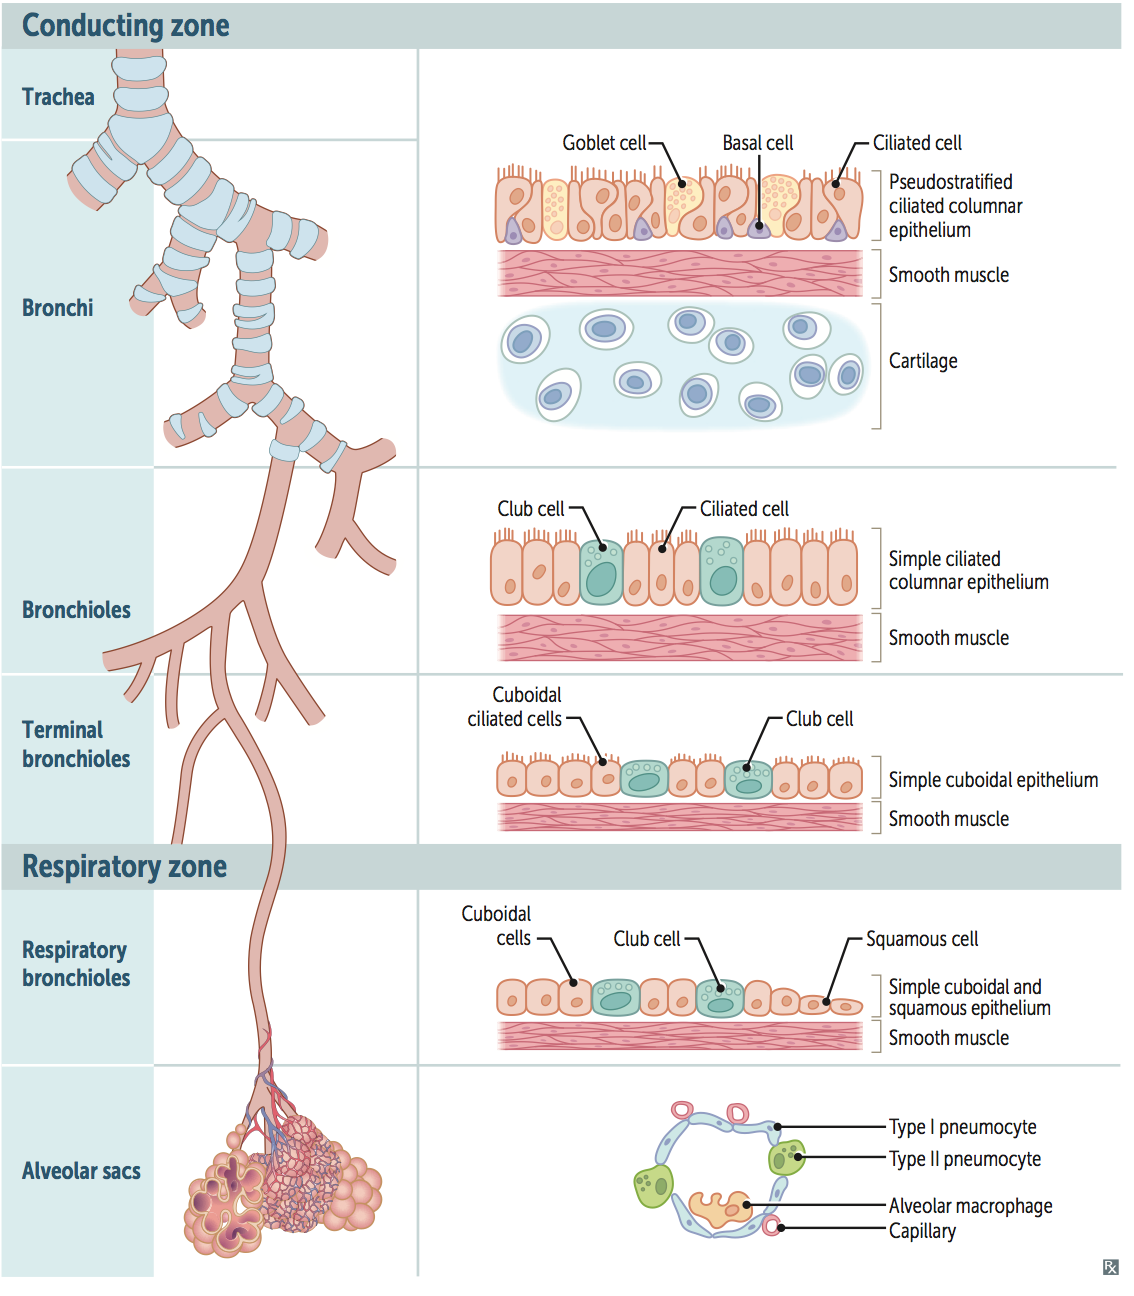 Conducting zone
Trachea
Bronchi
Goblet cell
Basal cell
Ciliated cell
Pseudostratified
ciliated columnar
epithelium
Smooth muscle
Cartilage
Bronchioles
Club cell
Ciliated cell
Simple ciliated
columnar epithelium
Smooth muscle
Terminal
bronchioles
Cuboidal
ciliated cells
Club cell
Simple cuboidal epithelium
Smooth muscle
Respiratory zone
Respiratory
bronchioles
Cuboidal
cells
Club cell
Squamous cell
Simple cuboidal and
squamous epithelium
Smooth muscle
Alveolar sacs
Type I pneumocyte
Type II pneumocyte
Alveolar macrophage
Capillary
Rx